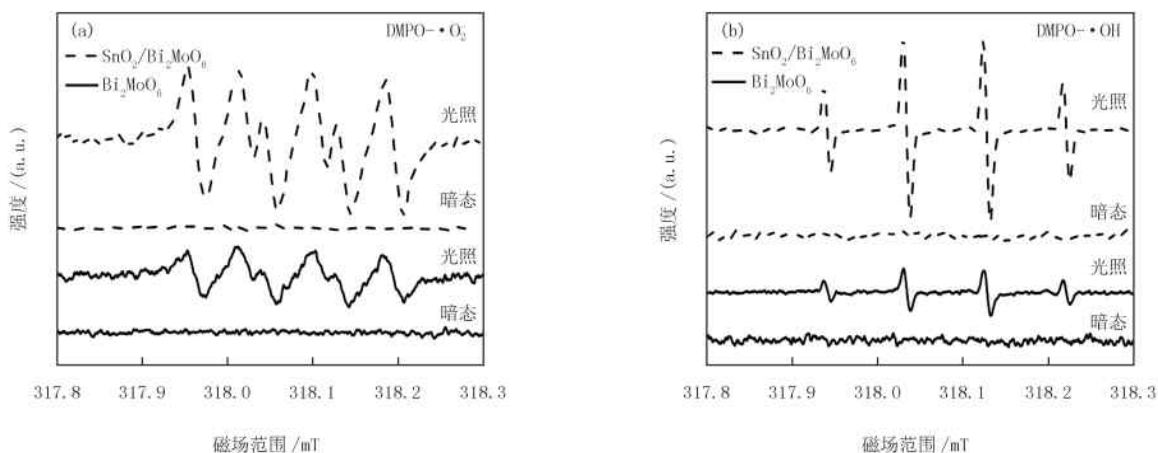 (a)
DMPO-·O₂⁻
SnO₂/Bi₂MoO₆
Bi₂MoO₆
光照
暗态
光照
暗态
强度/(a.u.)
317.8 317.9 318.0 318.1 318.2 318.3
磁场范围/mT
(b)
DMPO-·OH
SnO₂/Bi₂MoO₆
Bi₂MoO₆
光照
暗态
光照
暗态
强度/(a.u.)
317.8 317.9 318.0 318.1 318.2 318.3
磁场范围/mT